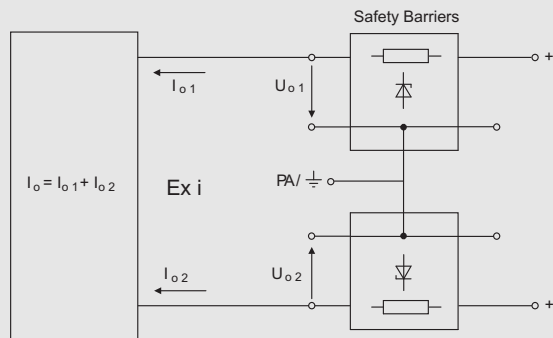 Safety Barriers
+
I o 1
U o 1
I o = I o 1 + I o 2
Ex i
PA/
I o 2
U o 2
+